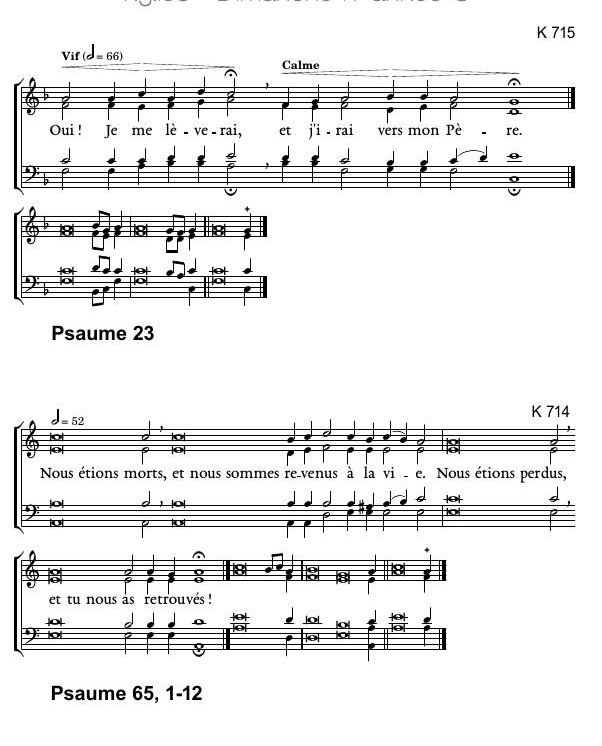 K 715
Vif (𝅗𝅥 = 66)
Calme
Oui ! Je me lè - ve - rai, et j'i - rai vers mon Pè - re.
Psaume 23
K 714
𝅗𝅥 = 52
Nous étions morts, et nous sommes re-venus à la vi - e. Nous étions perdus,
et tu nous as retrouvés !
Psaume 65, 1-12